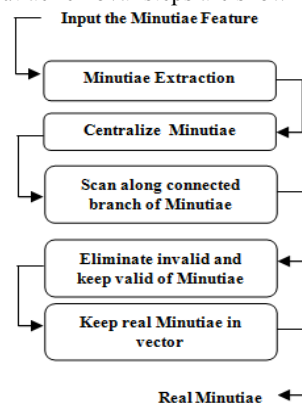 Input the Minutiae Feature
Minutiae Extraction
Centralize Minutiae
Scan along connected
branch of Minutiae
Eliminate invalid and
keep valid of Minutiae
Keep real Minutiae in
vector
Real Minutiae